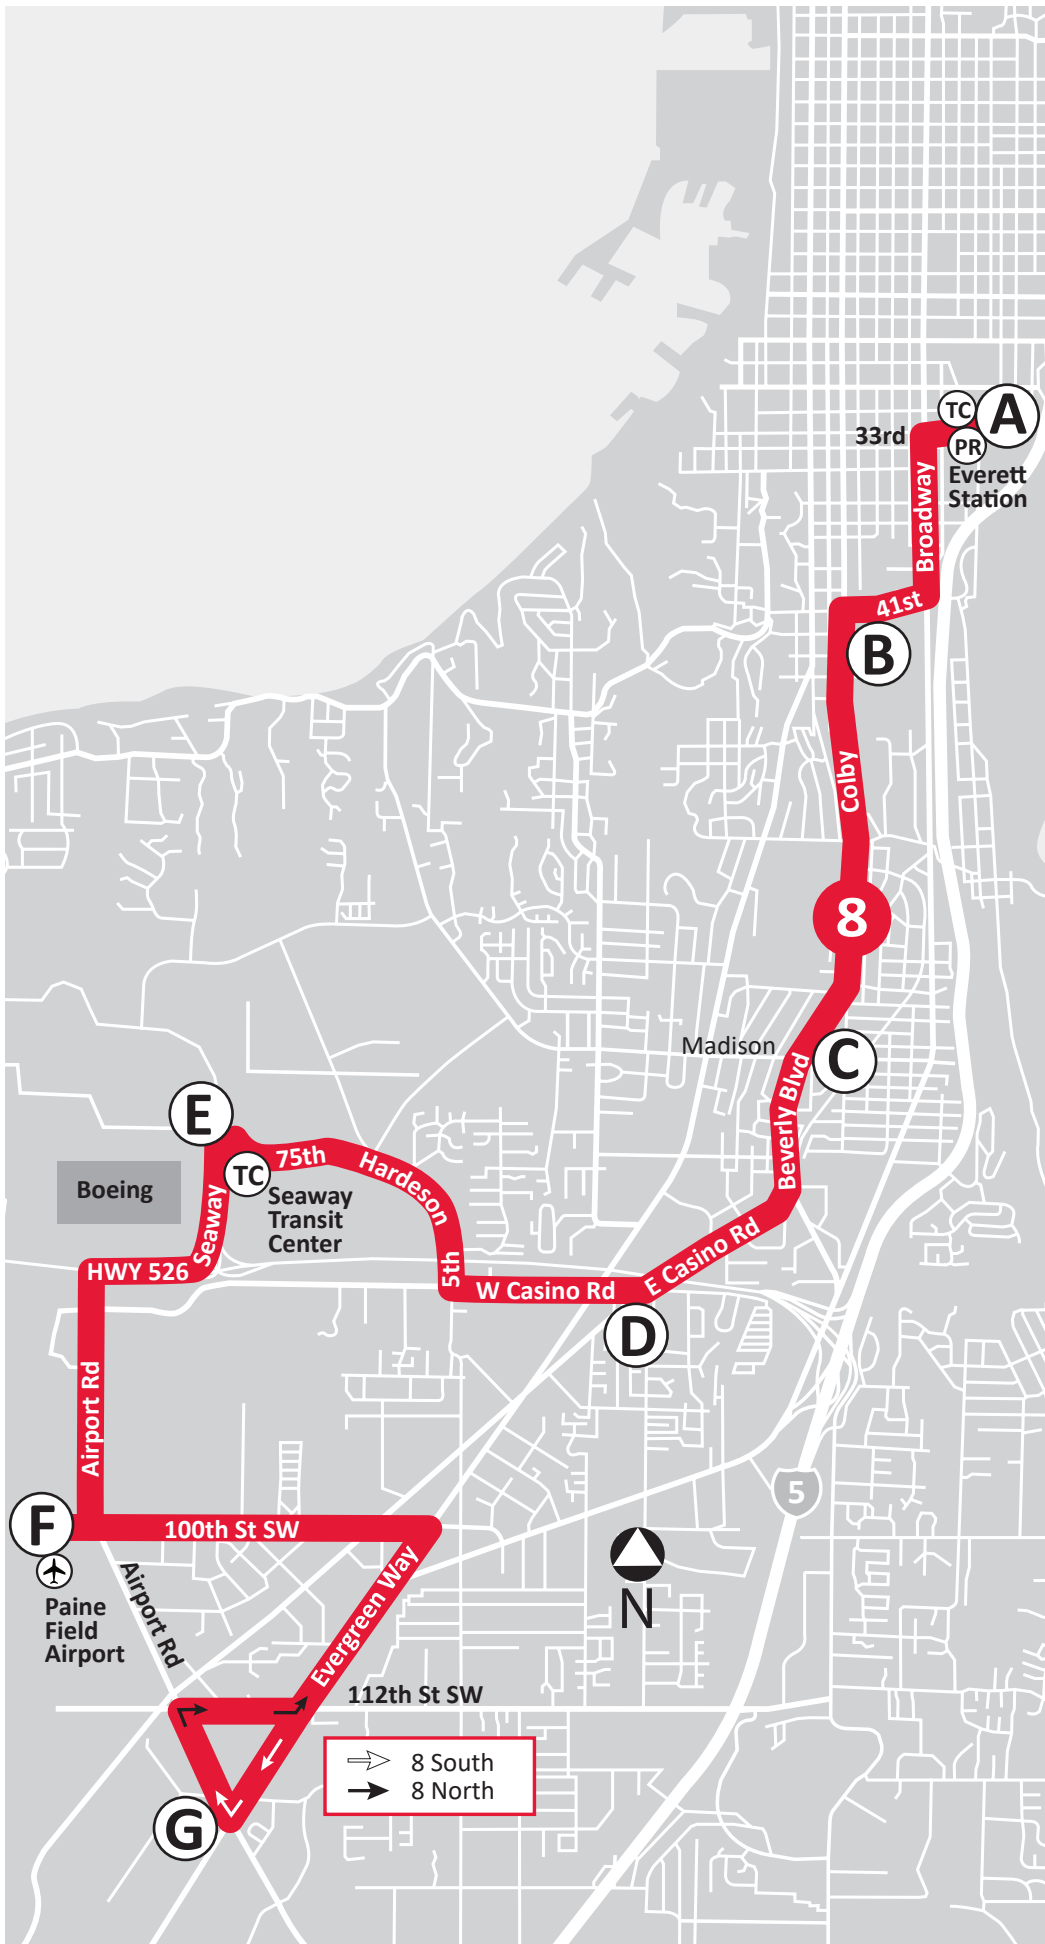 TC
A
33rd
PR
Everett
Station
Broadway
41st
B
Colby
8
Madison
C
Beverly Blvd
E
75th
Hardeson
TC
Boeing
Seaway
Seaway
Transit
Center
HWY 526
5th
W Casino Rd
E Casino Rd
D
Airport Rd
5
F
100th St SW
Airport Rd
Paine
Field
Airport
Evergreen Way
N
112th St SW
8 South
8 North
G